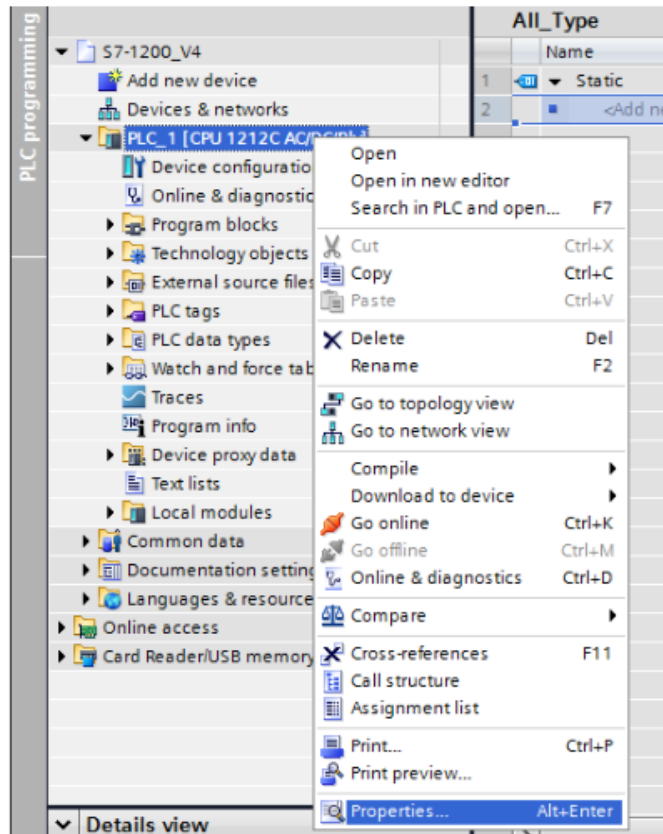 PLC programming
S7-1200_V4
Add new device
Devices & networks
PLC_1 [CPU 1212C AC/DC/Rly]
Device configuratio
Online & diagnostic
Program blocks
Technology objects
External source files
PLC tags
PLC data types
Watch and force tab
Traces
Program info
Device proxy data
Text lists
Local modules
Common data
Documentation setting
Languages & resource
Online access
Card Reader/USB memory
Details view
All_Type
Name
1 Static
2 <Add ne
Open
Open in new editor
Search in PLC and open... F7
Cut Ctrl+X
Copy Ctrl+C
Paste Ctrl+V
Delete Del
Rename F2
Go to topology view
Go to network view
Compile
Download to device
Go online Ctrl+K
Go offline Ctrl+M
Online & diagnostics Ctrl+D
Compare
Cross-references F11
Call structure
Assignment list
Print... Ctrl+P
Print preview...
Properties... Alt+Enter